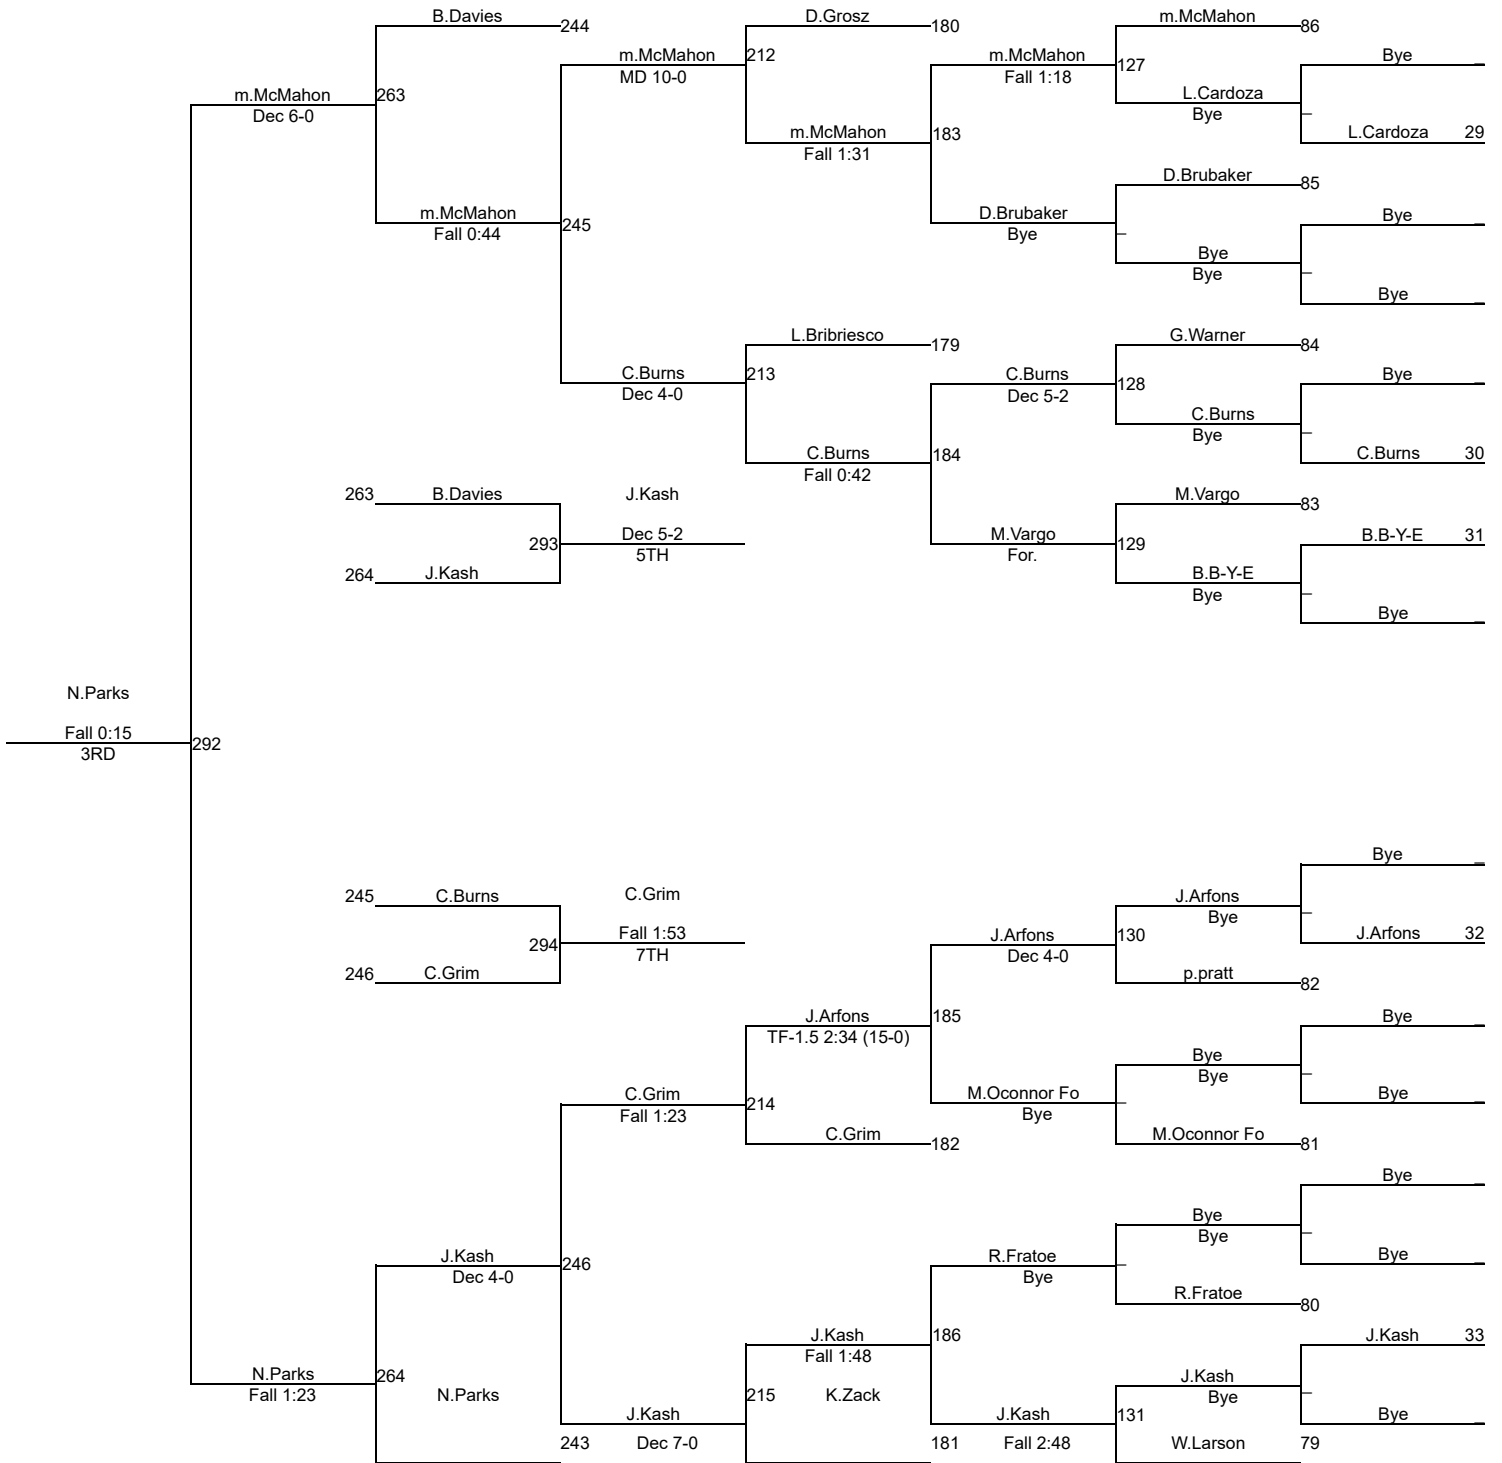 B.Davies
244
D.Grosz
180
m.McMahon
86
m.McMahon
MD 10-0
212
m.McMahon
Fall 1:18
127
Bye
m.McMahon
Dec 6-0
263
L.Cardoza
Bye
m.McMahon
Fall 1:31
183
L.Cardoza 29
D.Brubaker
85
m.McMahon
Fall 0:44
245
D.Brubaker
Bye
Bye
Bye
Bye
Bye
L.Bribriesco
179
G.Warner
84
C.Burns
Dec 4-0
213
C.Burns
Dec 5-2
128
Bye
C.Burns
Bye
C.Burns
Fall 0:42
184
C.Burns 30
263 B.Davies
J.Kash
M.Vargo
83
293
Dec 5-2
5TH
M.Vargo
For.
129
B.B-Y-E 31
264 J.Kash
B.B-Y-E
Bye
Bye
N.Parks
Fall 0:15
3RD
292
Bye
245 C.Burns
C.Grim
J.Arfons
Bye
294
Fall 1:53
7TH
J.Arfons
Dec 4-0
130
J.Arfons 32
246 C.Grim
p.pratt
82
J.Arfons
TF-1.5 2:34 (15-0)
185
Bye
Bye
Bye
C.Grim
Fall 1:23
214
M.Oconnor Fo
Bye
Bye
C.Grim
182
M.Oconnor Fo
81
Bye
Bye
Bye
J.Kash
Dec 4-0
246
R.Fratoe
Bye
Bye
R.Fratoe
80
J.Kash
Fall 1:48
186
J.Kash 33
N.Parks
Fall 1:23
264
N.Parks
215
K.Zack
J.Kash
Bye
J.Kash
J.Kash
131
Bye
243
Dec 7-0
181
Fall 2:48
W.Larson
79